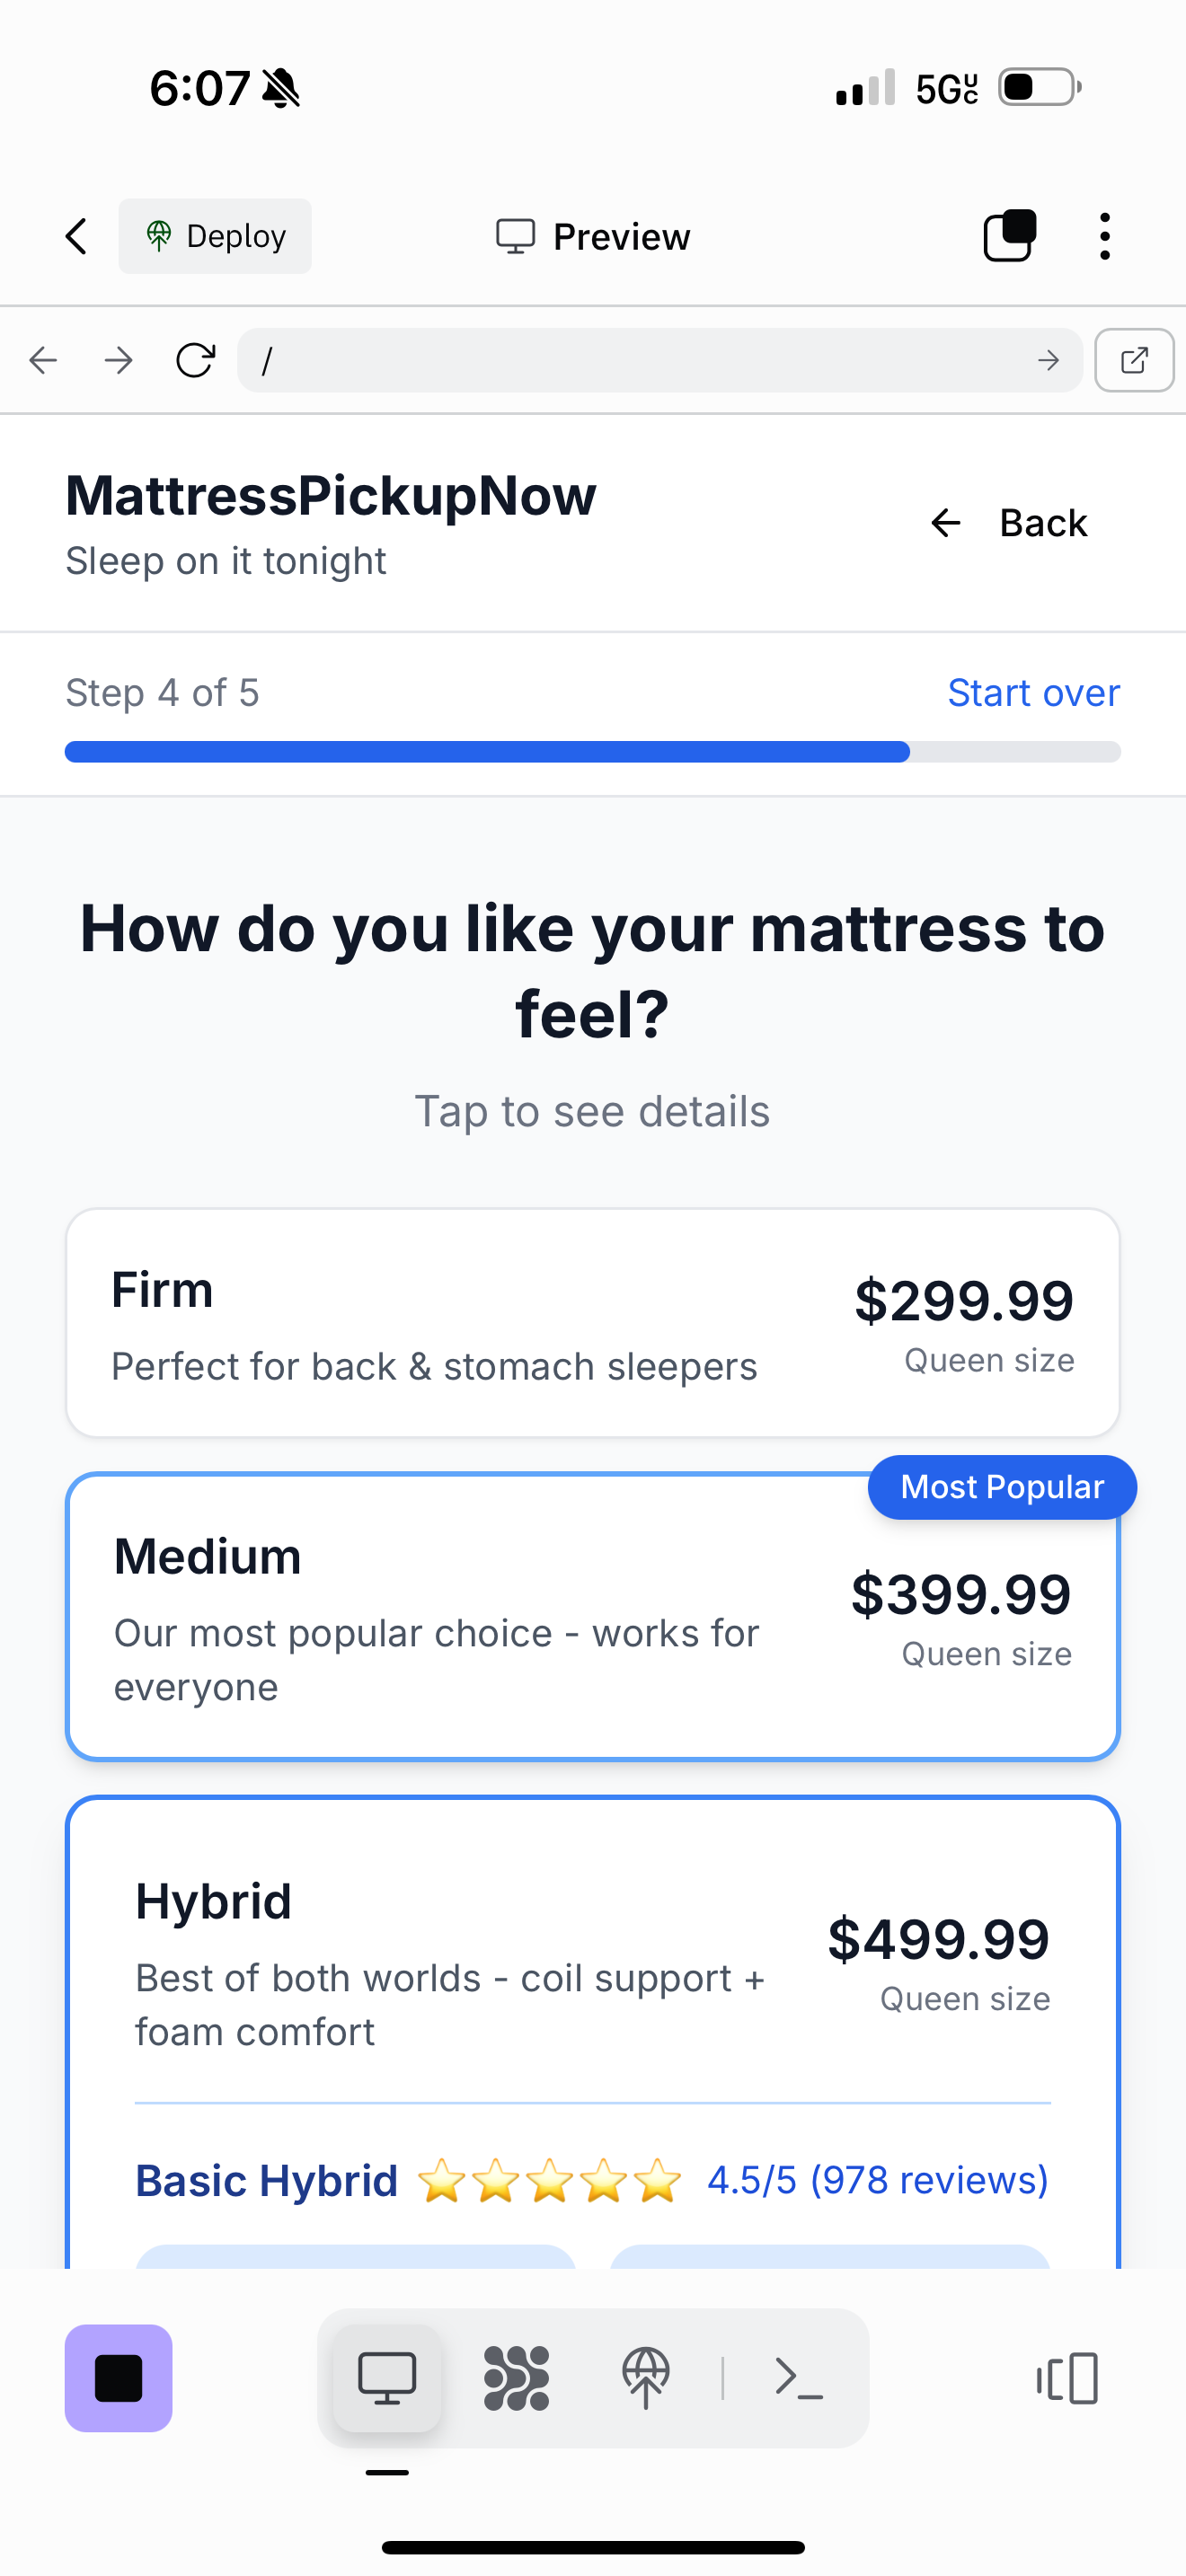 6:07
5G UC
Deploy
Preview
/
MattressPickupNow
Sleep on it tonight
Back
Step 4 of 5
Start over
How do you like your mattress to
feel?
Tap to see details
Firm
Perfect for back & stomach sleepers
$299.99
Queen size
Most Popular
Medium
Our most popular choice - works for
everyone
$399.99
Queen size
Hybrid
Best of both worlds - coil support +
foam comfort
$499.99
Queen size
Basic Hybrid ⭐⭐⭐⭐⭐ 4.5/5 (978 reviews)